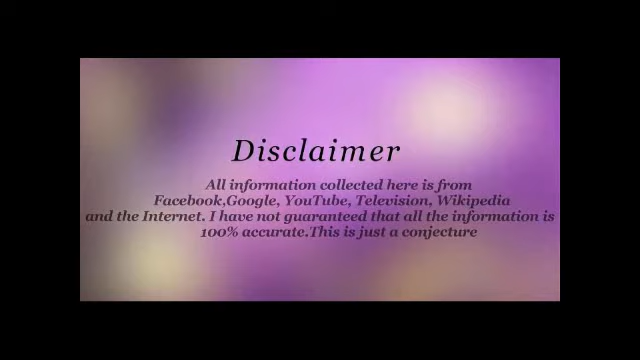 Disclaimer
All information collected here is from
Facebook,Google, YouTube, Television, Wikipedia
and the Internet. I have not guaranteed that all the information is
100% accurate.This is just a conjecture